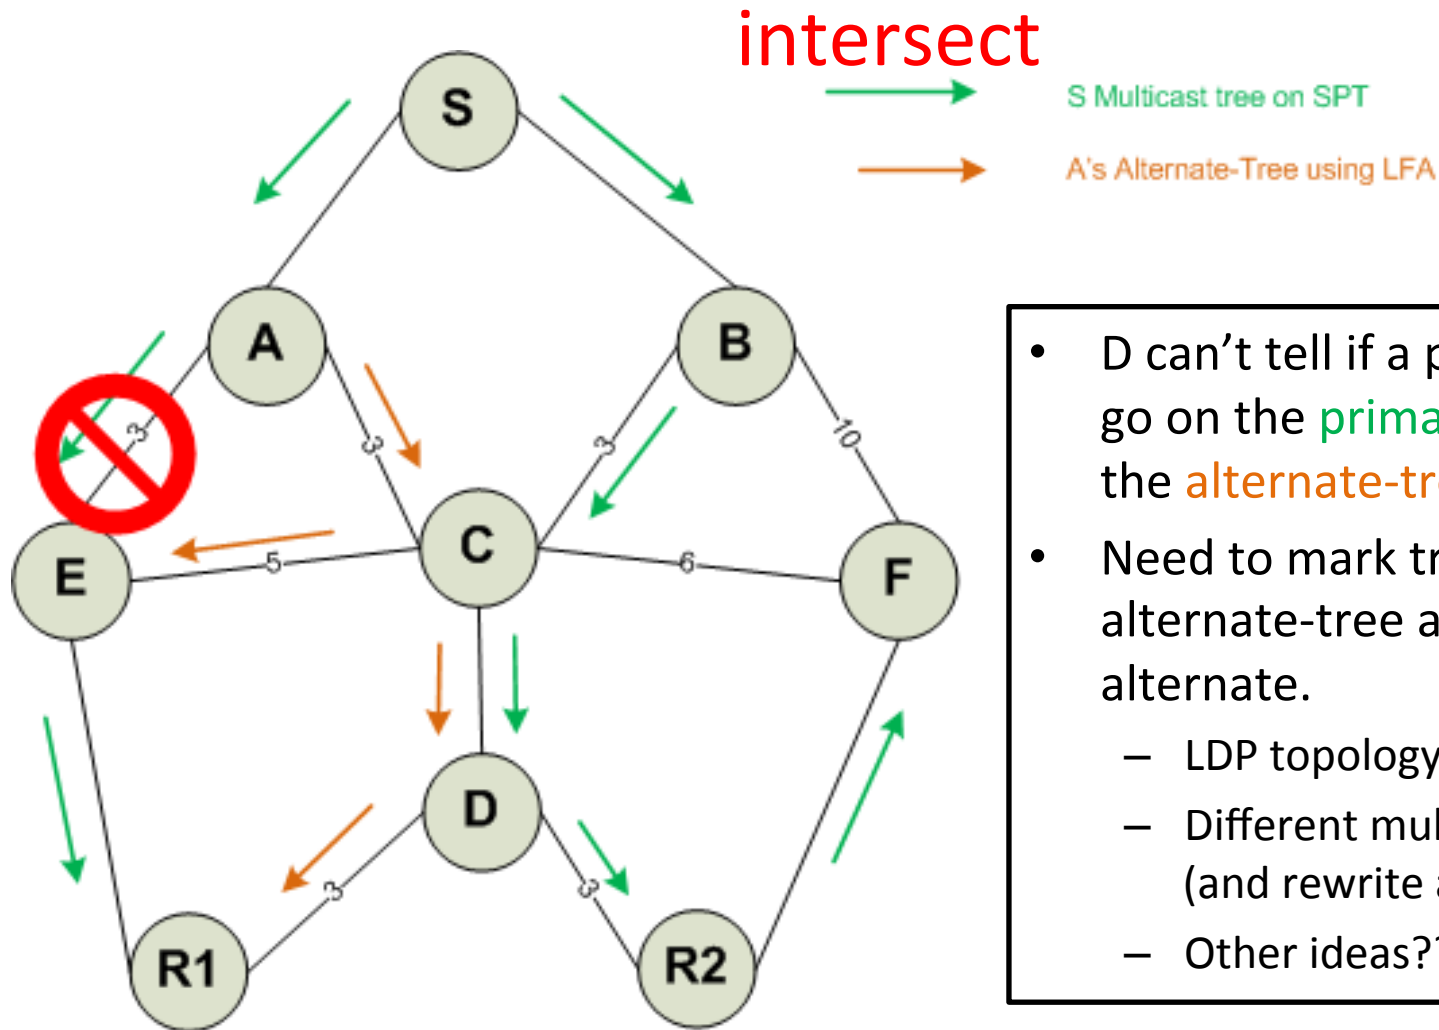 intersect
S Multicast tree on SPT
A's Alternate-Tree using LFA
S
A
B
3
3
3
10
E
5
C
6
F
D
3
3
R1
R2
• D can’t tell if a p
go on the prima
the alternate-tre
• Need to mark tr
alternate-tree a
alternate.
– LDP topology
– Different mul
(and rewrite a
– Other ideas??